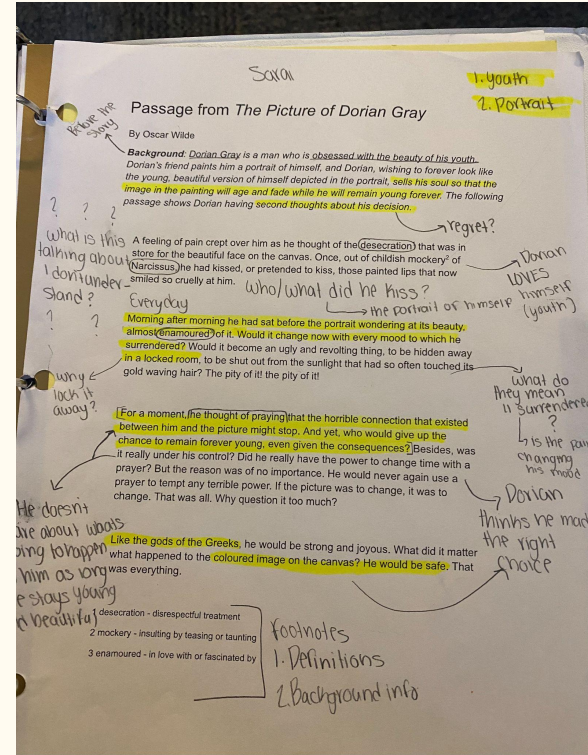 Sarai
1. youth
2. Portrait
Before the
story
Passage from The Picture of Dorian Gray
By Oscar Wilde
Background: Dorian Gray is a man who is obsessed with the beauty of his youth.
Dorian's friend paints him a portrait of himself, and Dorian, wishing to forever look like
the young, beautiful version of himself depicted in the portrait, sells his soul so that the
image in the painting will age and fade while he will remain young forever. The following
passage shows Dorian having second thoughts about his decision.
regret?
? ? ?
what is this
talking about
I don't under-
stand?
? ?
A feeling of pain crept over him as he thought of the desecration that was in
store for the beautiful face on the canvas. Once, out of childish mockery² of
Narcissus, he had kissed, or pretended to kiss, those painted lips that now
smiled so cruelly at him.
who/what did he kiss?
the portrait of himself
Dorian
LOVES
himself
(youth)
Everyday
Morning after morning he had sat before the portrait wondering at its beauty,
almost enamoured of it. Would it change now with every mood to which he
surrendered? Would it become an ugly and revolting thing, to be hidden away
in a locked room, to be shut out from the sunlight that had so often touched its
gold waving hair? The pity of it! the pity of it!
why
lock it
away?
what do
they mean
"surrendere
?
Is the pain
changing
his mood
For a moment, he thought of praying that the horrible connection that existed
between him and the picture might stop. And yet, who would give up the
chance to remain forever young, even given the consequences? Besides, was
it really under his control? Did he really have the power to change time with a
prayer? But the reason was of no importance. He would never again use a
prayer to tempt any terrible power. If the picture was to change, it was to
change. That was all. Why question it too much?
He doesn't
are about whats
oing to happen
him as long
e stays young
d beautiful
Dorian
thinks he mad
the right
choice
Like the gods of the Greeks, he would be strong and joyous. What did it matter
what happened to the coloured image on the canvas? He would be safe. That
was everything.
1 desecration - disrespectful treatment
2 mockery - insulting by teasing or taunting
3 enamoured - in love with or fascinated by
footnotes
1. Definitions
2. Background info